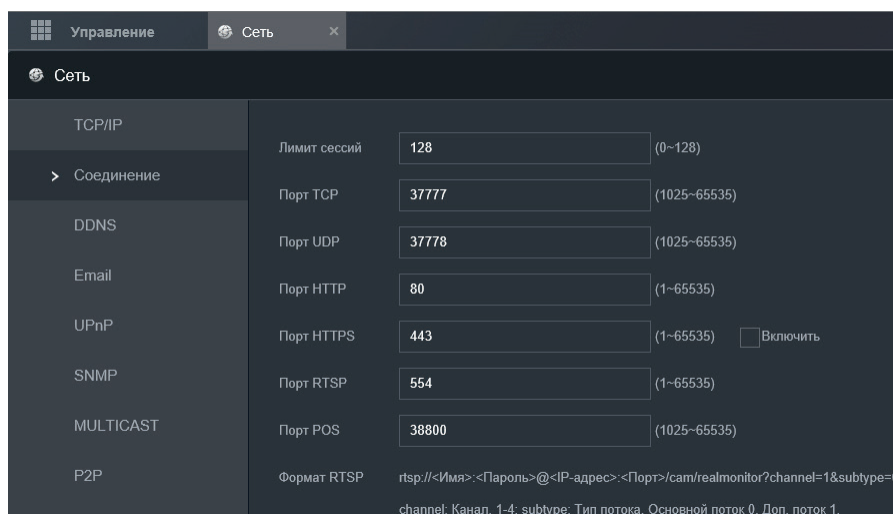 Управление
Сеть ×
Сеть
TCP/IP
Соединение
DDNS
Email
UPnP
SNMP
MULTICAST
P2P
Лимит сессий 128 (0~128)
Порт TCP 37777 (1025~65535)
Порт UDP 37778 (1025~65535)
Порт HTTP 80 (1~65535)
Порт HTTPS 443 (1~65535) Включить
Порт RTSP 554 (1~65535)
Порт POS 38800 (1025~65535)
Формат RTSP rtsp://<Имя>:<Пароль>@<IP-адрес>:<Порт>/cam/realmonitor?channel=1&subtype=
channel: Канал, 1-4; subtype: Тип потока, Основной поток 0, Доп. поток 1.